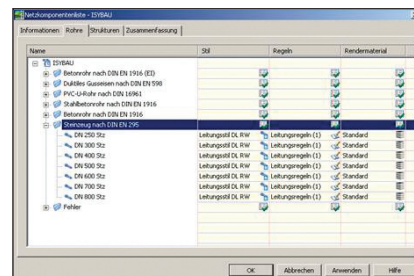 Netzkomponentenliste - ISYBAU
Informationen Rohre Strukturen Zusammenfassung
Name Stil Regeln Rendermaterial
ISYBAU
Betonrohr nach DIN EN 1916 (EI)
Duktiles Gusseisen nach DIN EN 598
PVC-U-Rohr nach DIN 16961
Stahlbetonrohr nach DIN EN 1916
Betonrohr nach DIN EN 1916
Steinzeug nach DIN EN 295
DN 250 Stz Leitungsstil DL RW Leitungsregeln (1) Standard
DN 300 Stz Leitungsstil DL RW Leitungsregeln (1) Standard
DN 400 Stz Leitungsstil DL RW Leitungsregeln (1) Standard
DN 500 Stz Leitungsstil DL RW Leitungsregeln (1) Standard
DN 600 Stz Leitungsstil DL RW Leitungsregeln (1) Standard
DN 700 Stz Leitungsstil DL RW Leitungsregeln (1) Standard
DN 800 Stz Leitungsstil DL RW Leitungsregeln (1) Standard
Fehler
OK Abbrechen Anwenden Hilfe